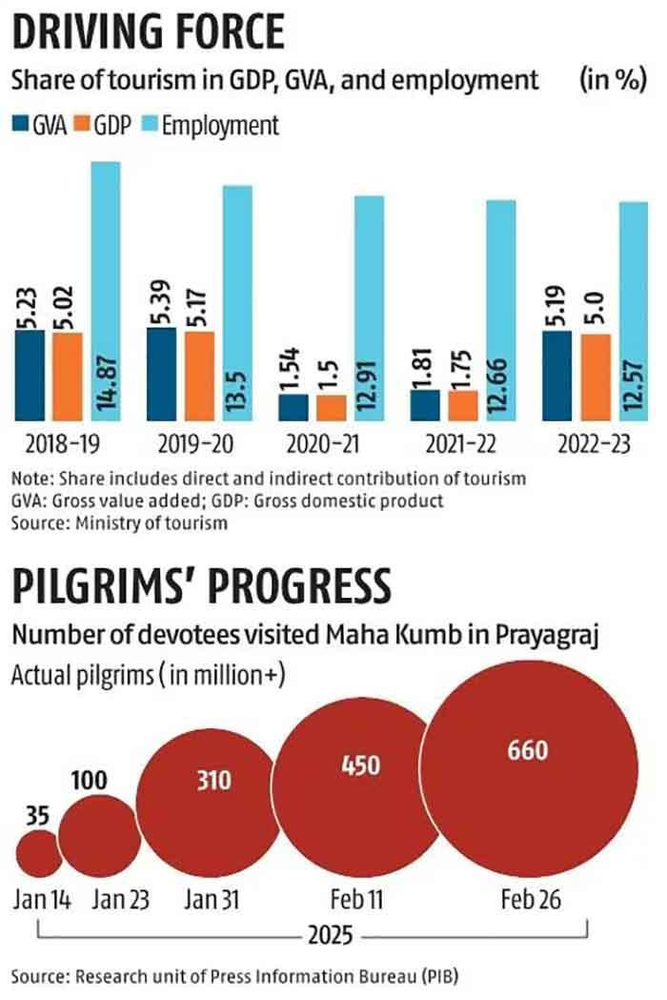 DRIVING FORCE
Share of tourism in GDP, GVA, and employment (in %)
GVA GDP Employment
5.23 5.02 14.87
5.39 5.17 13.5
1.54 1.5 12.91
1.81 1.75 12.66
5.19 5.0 12.57
2018–19 2019–20 2020–21 2021–22 2022–23
Note: Share includes direct and indirect contribution of tourism
GVA: Gross value added; GDP: Gross domestic product
Source: Ministry of tourism
PILGRIMS’ PROGRESS
Number of devotees visited Maha Kumb in Prayagraj
Actual pilgrims ( in million+)
35 100 310 450 660
Jan 14 Jan 23 Jan 31 Feb 11 Feb 26
2025
Source: Research unit of Press Information Bureau (PIB)